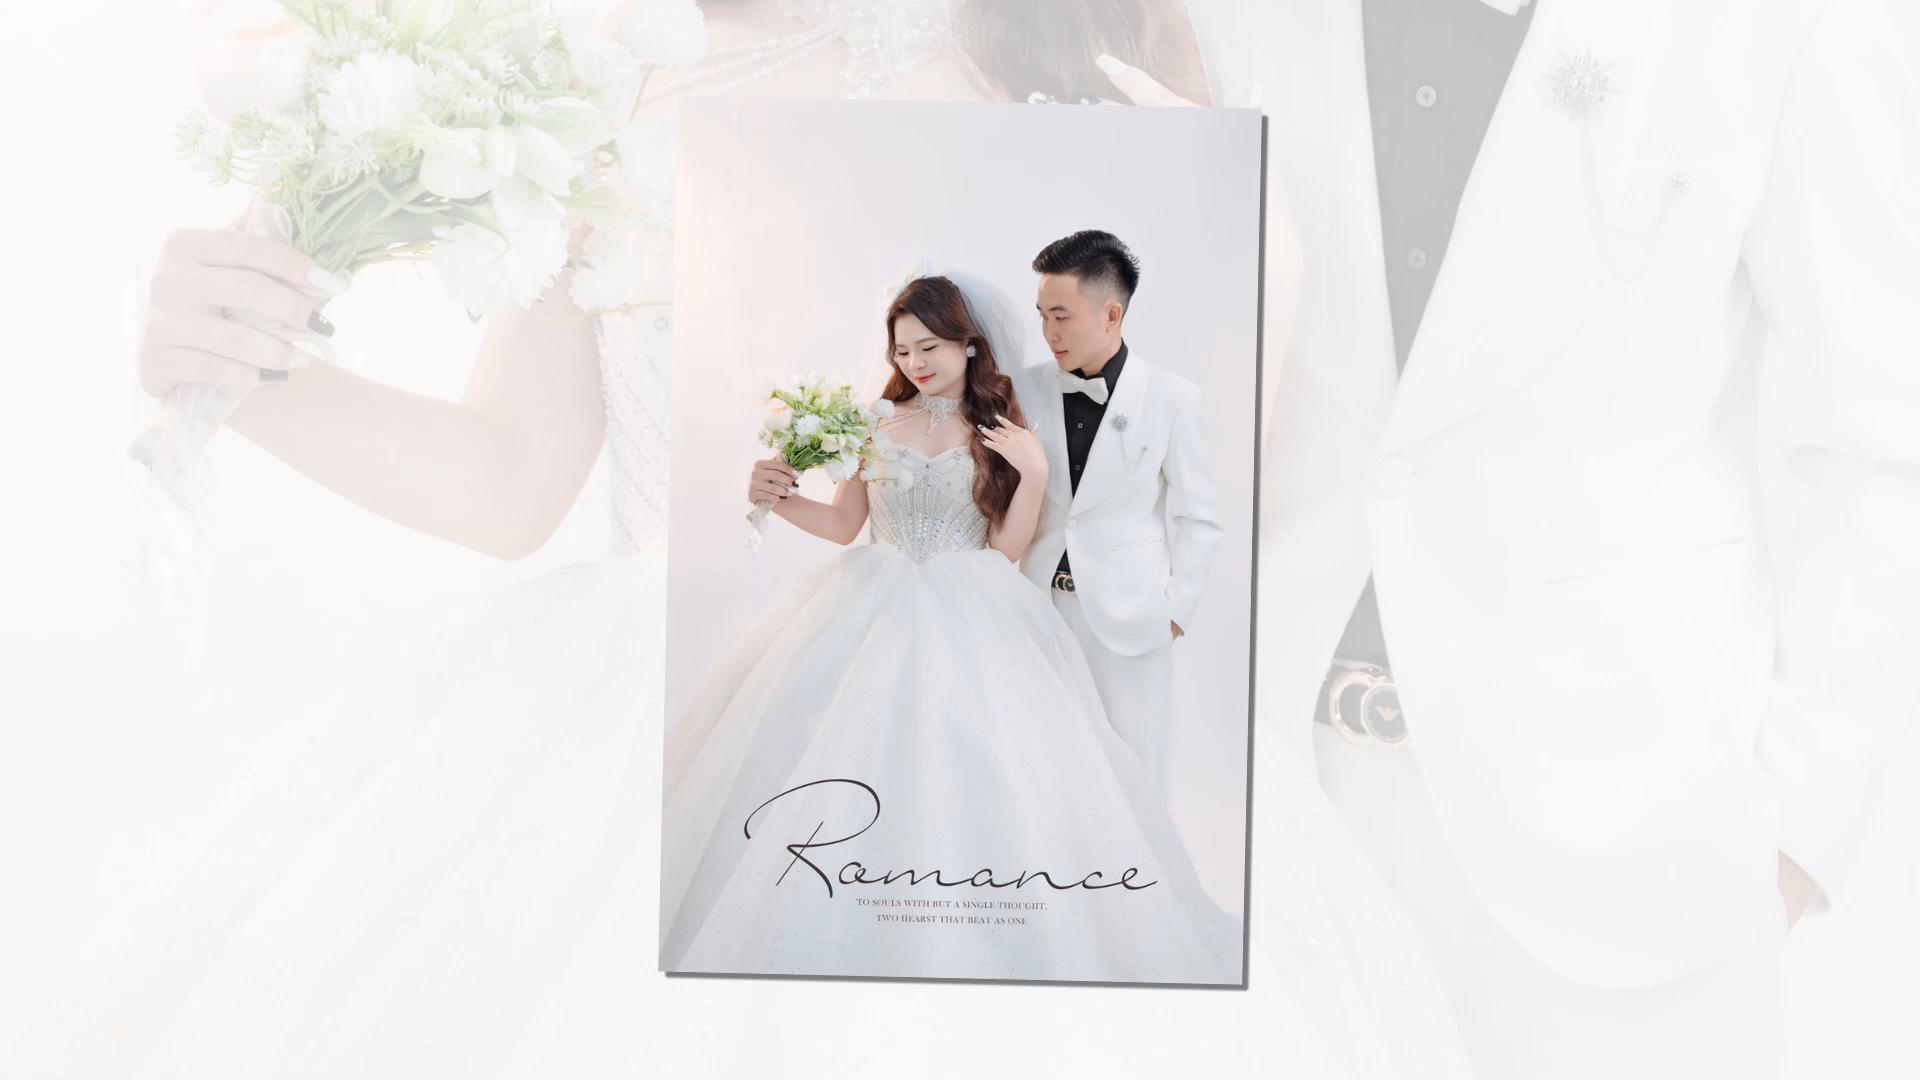 Romance
TO SOULS WITH BUT A SINGLE THOUGHT,
TWO HEARST THAT BEAT AS ONE